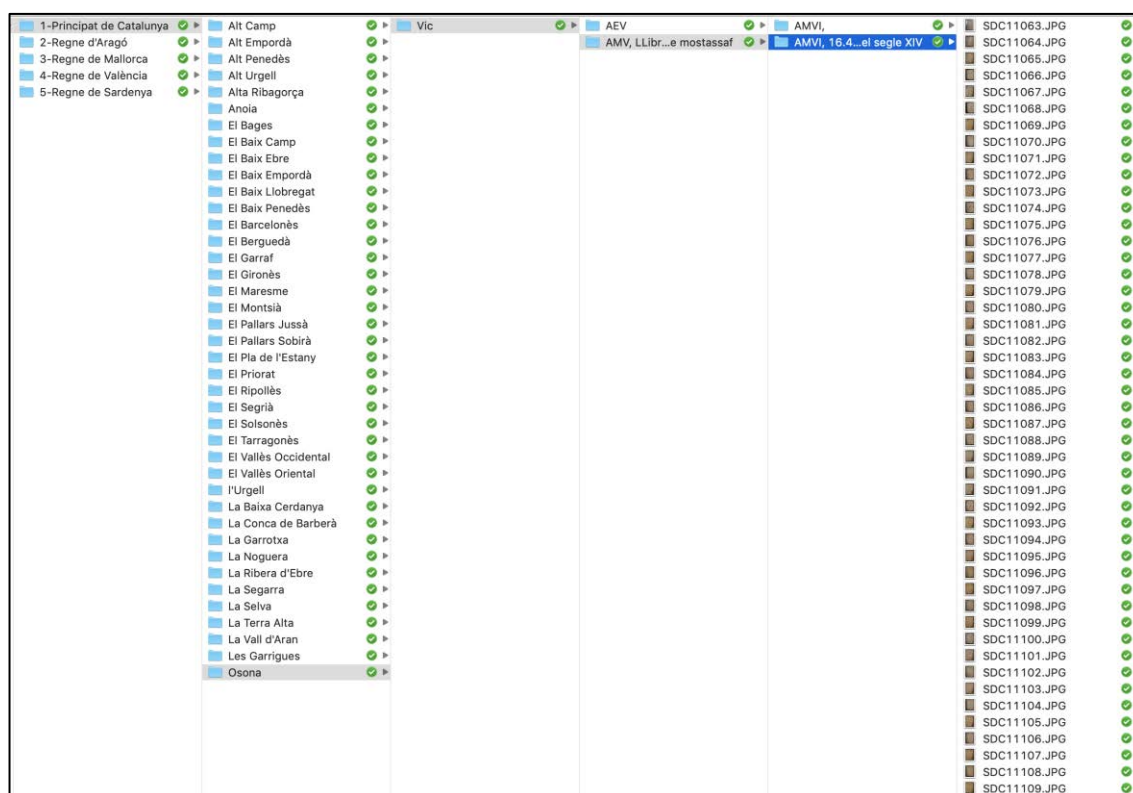 1-Principat de Catalunya
2-Regne d'Aragó
3-Regne de Mallorca
4-Regne de València
5-Regne de Sardenya
Alt Camp
Alt Empordà
Alt Penedès
Alt Urgell
Alta Ribagorça
Anoia
El Bages
El Baix Camp
El Baix Ebre
El Baix Empordà
El Baix Llobregat
El Baix Penedès
El Barcelonès
El Berguedà
El Garraf
El Gironès
El Maresme
El Montsià
El Pallars Jussà
El Pallars Sobirà
El Pla de l'Estany
El Priorat
El Ripollès
El Segrià
El Solsonès
El Tarragonès
El Vallès Occidental
El Vallès Oriental
l'Urgell
La Baixa Cerdanya
La Conca de Barberà
La Garrotxa
La Noguera
La Ribera d'Ebre
La Segarra
La Selva
La Terra Alta
La Vall d'Aran
Les Garrigues
Osona
Vic
AEV
AMV, LLibr...e mostassaf
AMVI,
AMVI, 16.4...el segle XIV
SDC11063.JPG
SDC11064.JPG
SDC11065.JPG
SDC11066.JPG
SDC11067.JPG
SDC11068.JPG
SDC11069.JPG
SDC11070.JPG
SDC11071.JPG
SDC11072.JPG
SDC11073.JPG
SDC11074.JPG
SDC11075.JPG
SDC11076.JPG
SDC11077.JPG
SDC11078.JPG
SDC11079.JPG
SDC11080.JPG
SDC11081.JPG
SDC11082.JPG
SDC11083.JPG
SDC11084.JPG
SDC11085.JPG
SDC11086.JPG
SDC11087.JPG
SDC11088.JPG
SDC11089.JPG
SDC11090.JPG
SDC11091.JPG
SDC11092.JPG
SDC11093.JPG
SDC11094.JPG
SDC11095.JPG
SDC11096.JPG
SDC11097.JPG
SDC11098.JPG
SDC11099.JPG
SDC11100.JPG
SDC11101.JPG
SDC11102.JPG
SDC11103.JPG
SDC11104.JPG
SDC11105.JPG
SDC11106.JPG
SDC11107.JPG
SDC11108.JPG
SDC11109.JPG